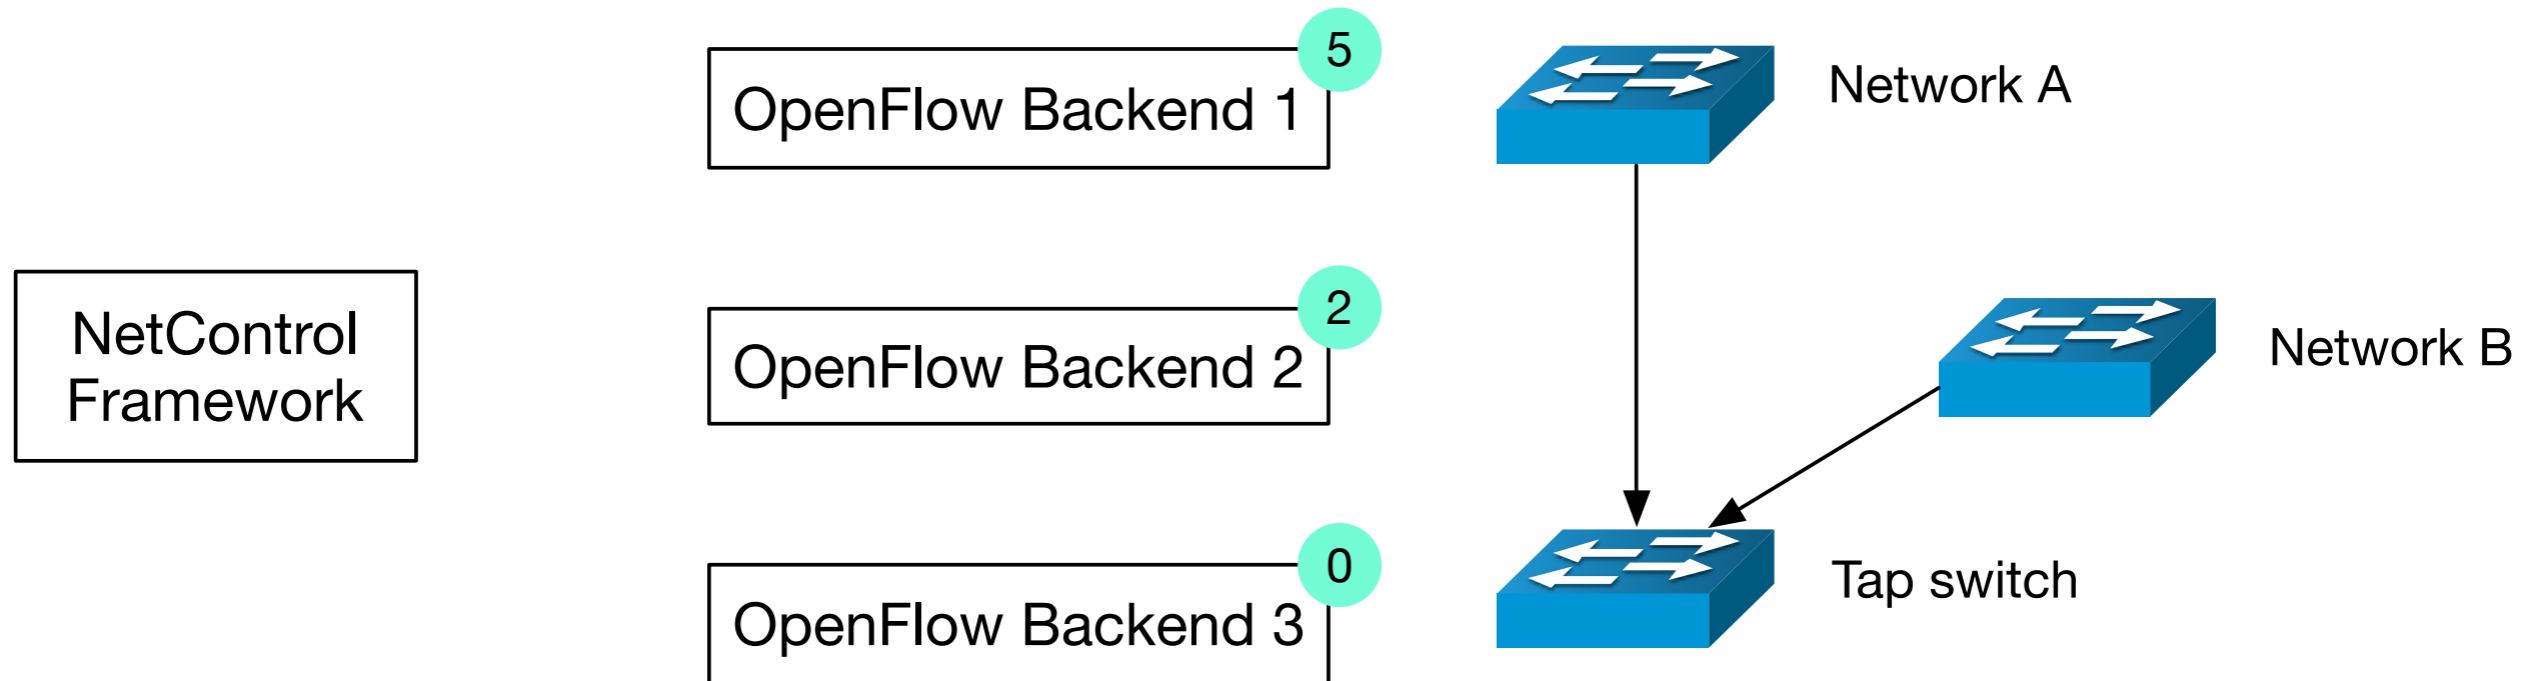 5
OpenFlow Backend 1
Network A
NetControl
Framework
2
OpenFlow Backend 2
Network B
0
OpenFlow Backend 3
Tap switch